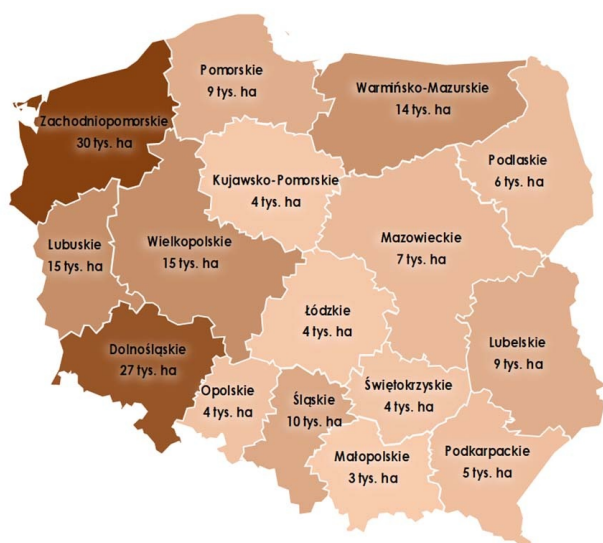 Pomorskie
9 tys. ha
Warmińsko-Mazurskie
14 tys. ha
Zachodniopomorskie
30 tys. ha
Podlaskie
6 tys. ha
Kujawsko-Pomorskie
4 tys. ha
Lubuskie
15 tys. ha
Wielkopolskie
15 tys. ha
Mazowieckie
7 tys. ha
Łódzkie
4 tys. ha
Lubelskie
9 tys. ha
Dolnośląskie
27 tys. ha
Opolskie
4 tys. ha
Śląskie
10 tys. ha
Świętokrzyskie
4 tys. ha
Małopolskie
3 tys. ha
Podkarpackie
5 tys. ha